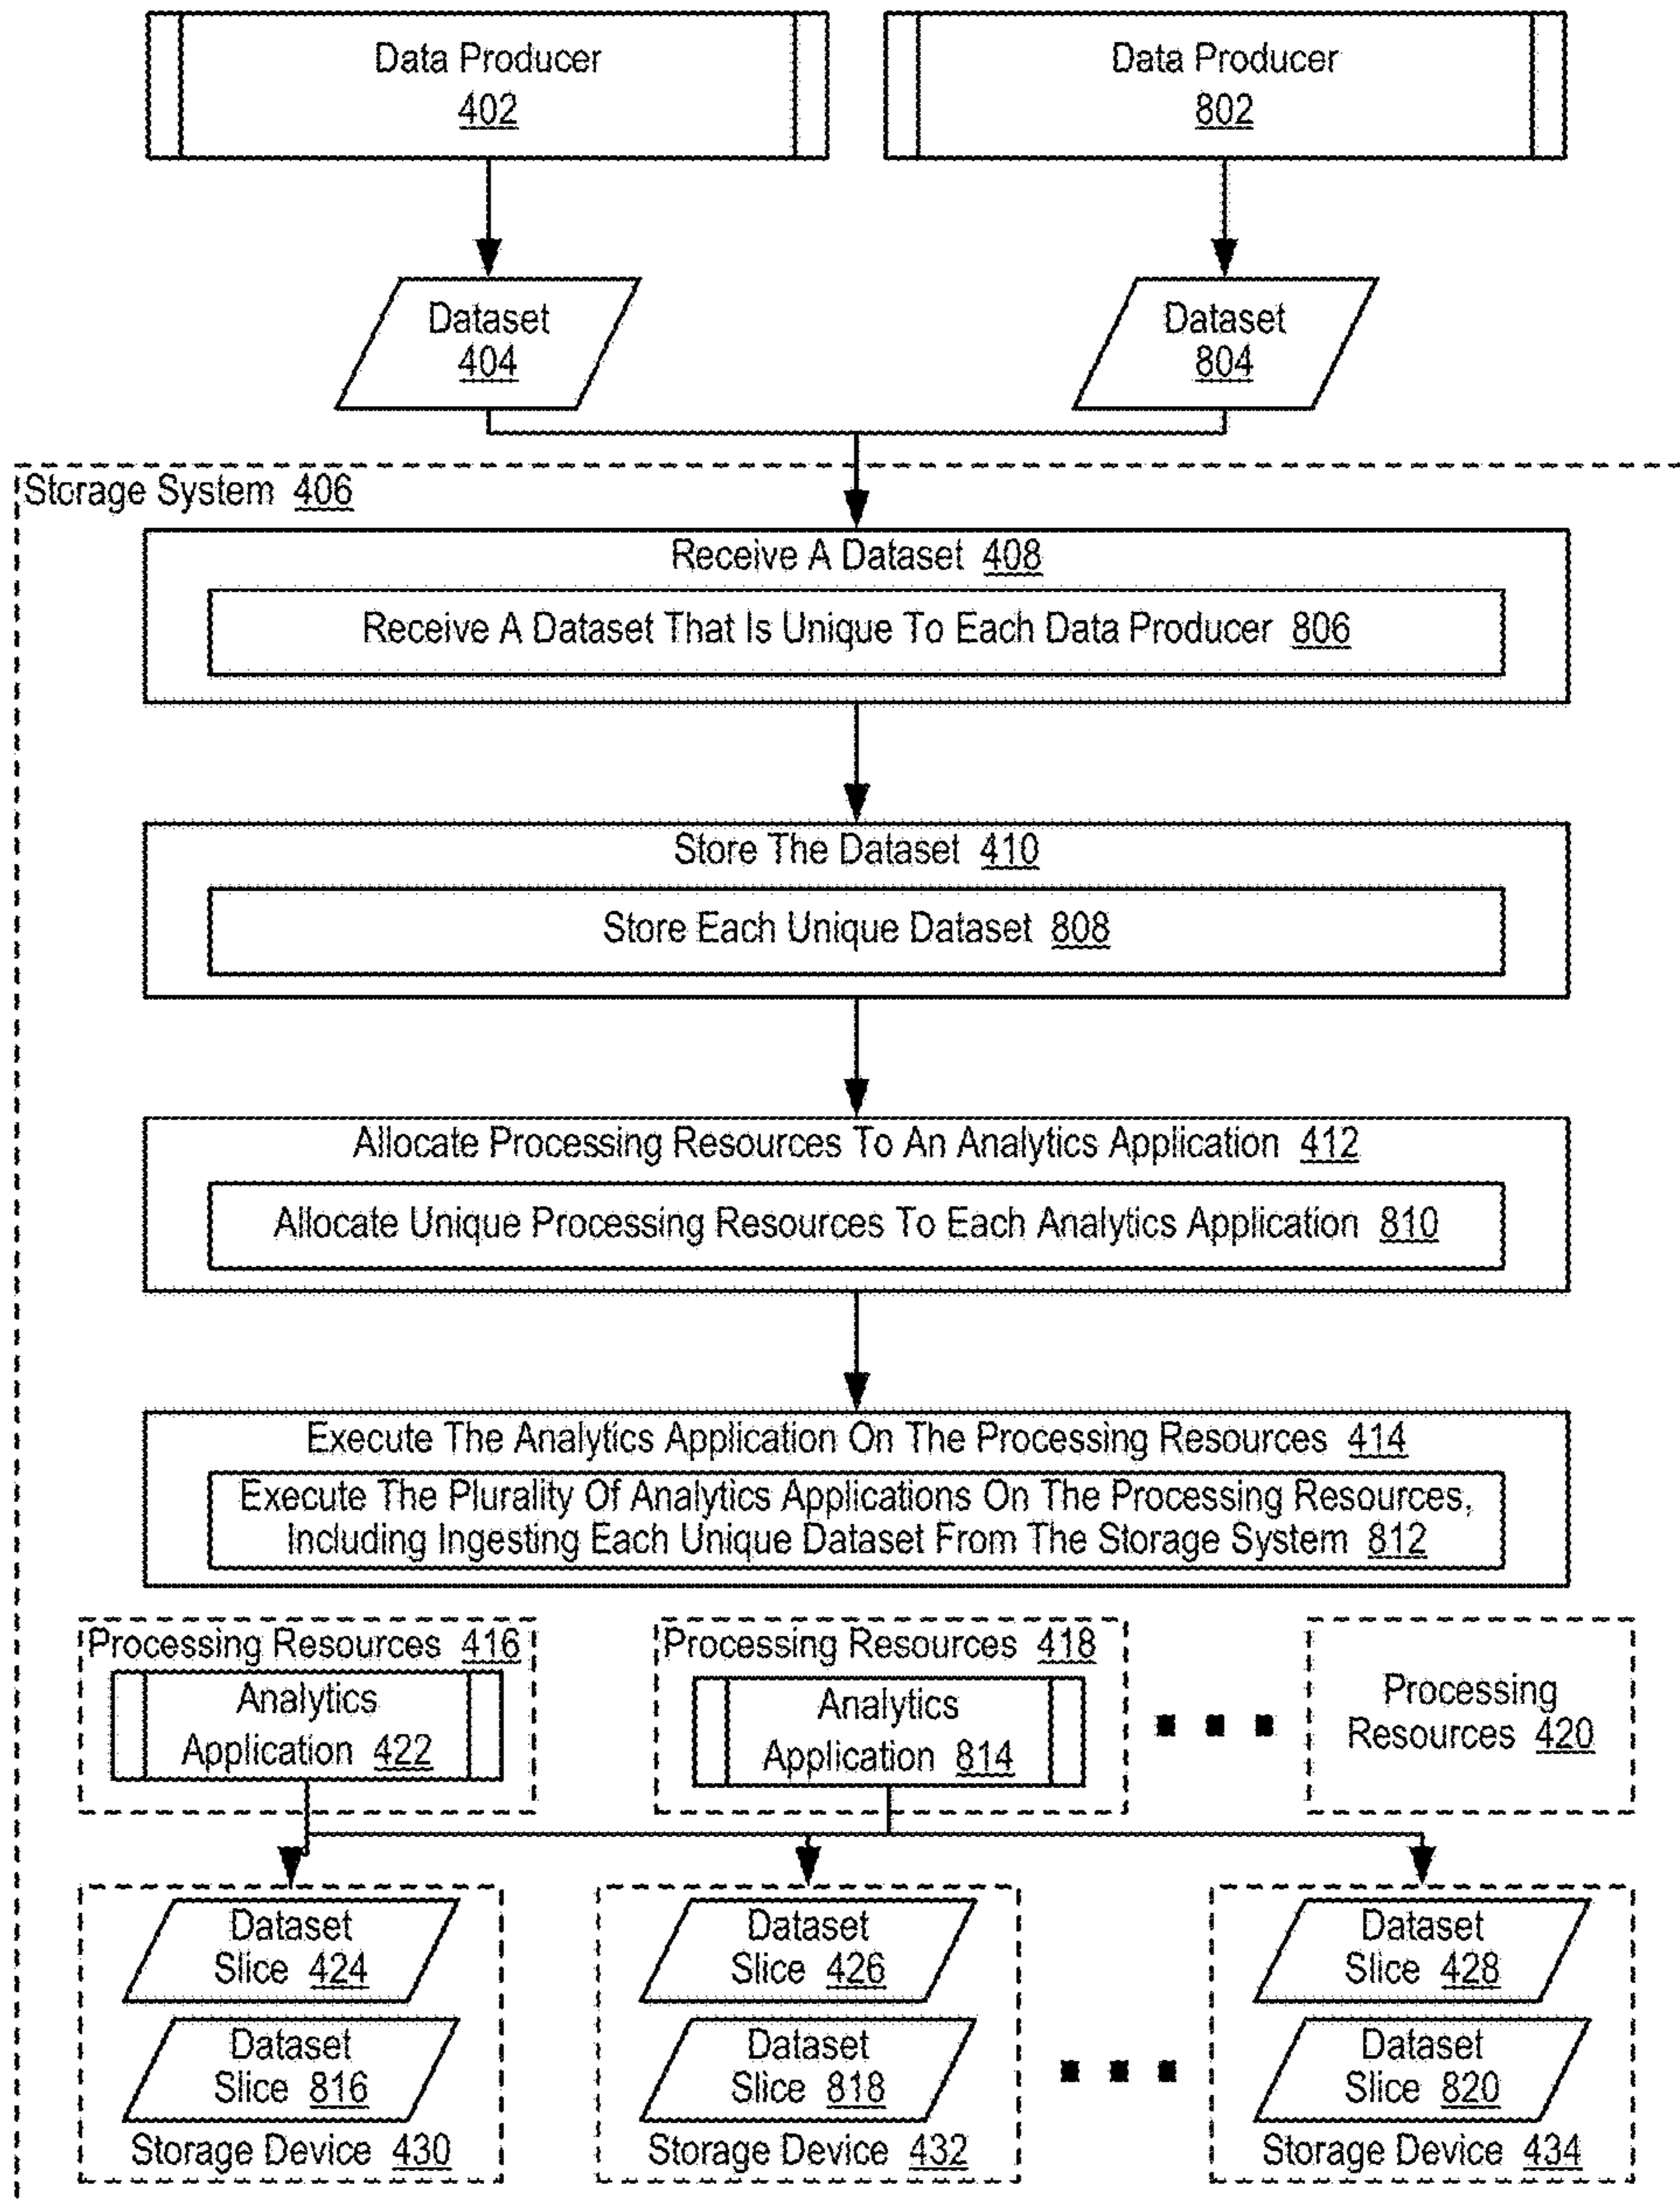 Data Producer
402
Data Producer
802
Dataset
404
Dataset
804
Storage System 406
Receive A Dataset 408
Receive A Dataset That Is Unique To Each Data Producer 806
Store The Dataset 410
Store Each Unique Dataset 808
Allocate Processing Resources To An Analytics Application 412
Allocate Unique Processing Resources To Each Analytics Application 810
Execute The Analytics Application On The Processing Resources 414
Execute The Plurality Of Analytics Applications On The Processing Resources,
Including Ingesting Each Unique Dataset From The Storage System 812
Processing Resources 416
Analytics
Application 422
Processing Resources 418
Analytics
Application 814
Processing
Resources 420
Dataset
Slice 424
Dataset
Slice 816
Storage Device 430
Dataset
Slice 426
Dataset
Slice 818
Storage Device 432
Dataset
Slice 428
Dataset
Slice 820
Storage Device 434